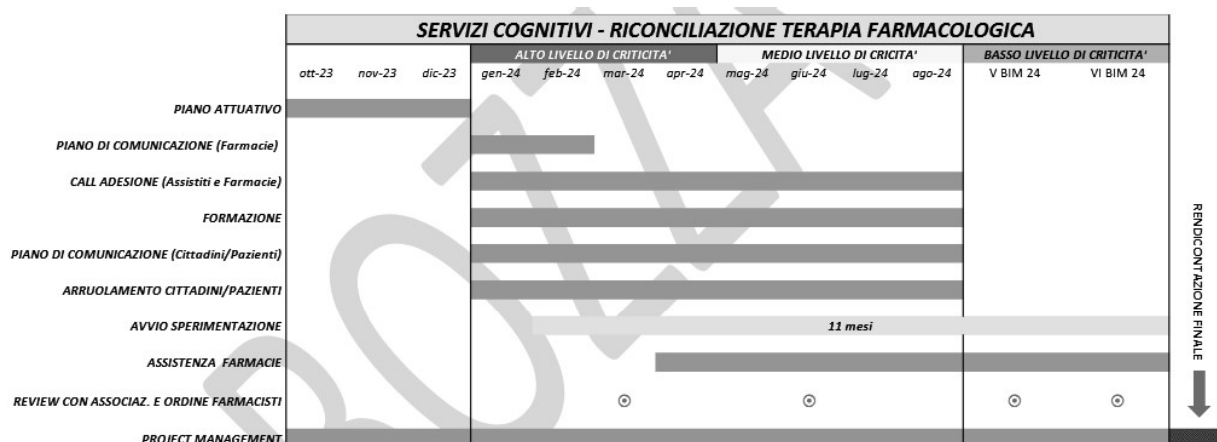 SERVIZI COGNITIVI - RICONCILIAZIONE TERAPIA FARMACOLOGICA
ALTO LIVELLO DI CRITICITA' MEDIO LIVELLO DI CRICITA' BASSO LIVELLO DI CRITICITA'
ott-23 nov-23 dic-23 gen-24 feb-24 mar-24 apr-24 mag-24 giu-24 lug-24 ago-24 V BIM 24 VI BIM 24
PIANO ATTUATIVO
PIANO DI COMUNICAZIONE (Farmacie)
CALL ADESIONE (Assistiti e Farmacie)
FORMAZIONE
PIANO DI COMUNICAZIONE (Cittadini/Pazienti)
ARRUOLAMENTO CITTADINI/PAZIENTI
AVVIO SPERIMENTAZIONE 11 mesi
ASSISTENZA FARMACIE
REVIEW CON ASSOCIAZ. E ORDINE FARMACISTI
PROJECT MANAGEMENT
RENDICONTAZIONE FINALE
BOZZA